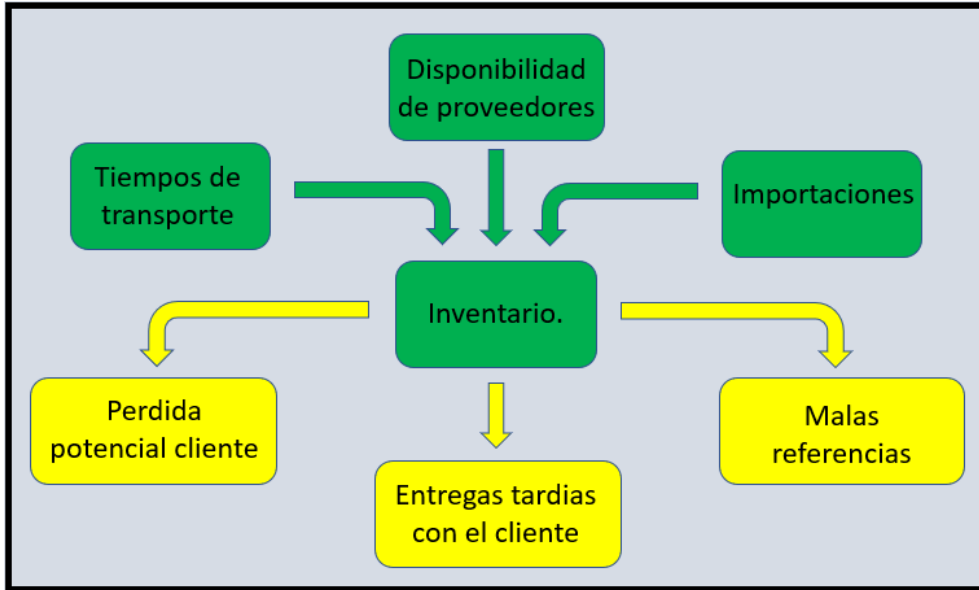 Disponibilidad
de proveedores
Tiempos de
transporte
Importaciones
Inventario.
Perdida
potencial cliente
Entregas tardias
con el cliente
Malas
referencias